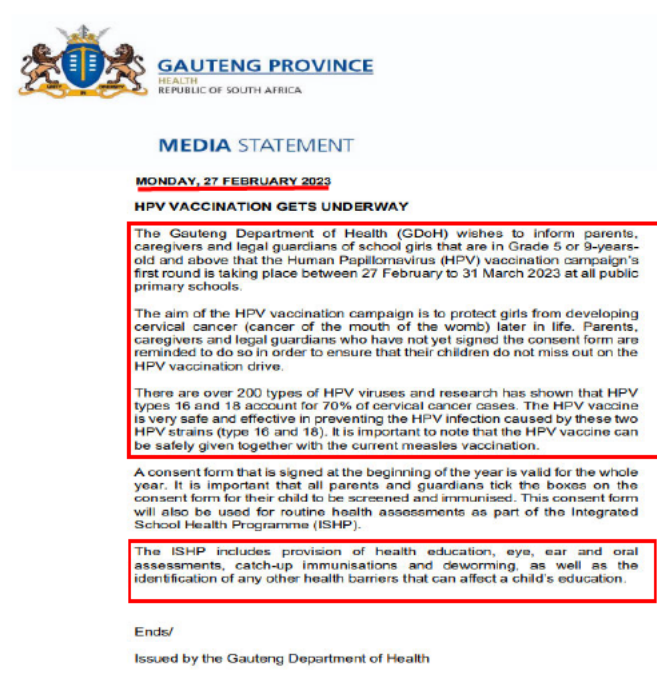 GAUTENG PROVINCE
HEALTH
REPUBLIC OF SOUTH AFRICA
MEDIA STATEMENT
MONDAY, 27 FEBRUARY 2023
HPV VACCINATION GETS UNDERWAY
The Gauteng Department of Health (GDoH) wishes to inform parents,
caregivers and legal guardians of school girls that are in Grade 5 or 9-years-
old and above that the Human Papillomavirus (HPV) vaccination campaign's
first round is taking place between 27 February to 31 March 2023 at all public
primary schools.
The aim of the HPV vaccination campaign is to protect girls from developing
cervical cancer (cancer of the mouth of the womb) later in life. Parents,
caregivers and legal guardians who have not yet signed the consent form are
reminded to do so in order to ensure that their children do not miss out on the
HPV vaccination drive.
There are over 200 types of HPV viruses and research has shown that HPV
types 16 and 18 account for 70% of cervical cancer cases. The HPV vaccine
is very safe and effective in preventing the HPV infection caused by these two
HPV strains (type 16 and 18). It is important to note that the HPV vaccine can
be safely given together with the current measles vaccination.
A consent form that is signed at the beginning of the year is valid for the whole
year. It is important that all parents and guardians tick the boxes on the
consent form for their child to be screened and immunised. This consent form
will also be used for routine health assessments as part of the Integrated
School Health Programme (ISHP).
The ISHP includes provision of health education, eye, ear and oral
assessments, catch-up immunisations and deworming, as well as the
identification of any other health barriers that can affect a child's education.
Ends/
Issued by the Gauteng Department of Health